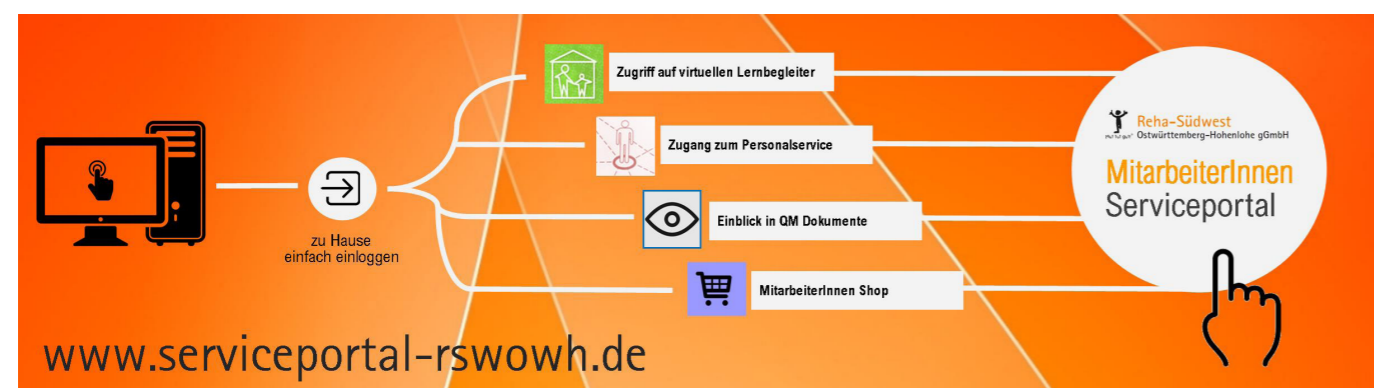 zu Hause
einfach einloggen
Zugriff auf virtuellen Lernbegleiter
Zugang zum Personalservice
Einblick in QM Dokumente
MitarbeiterInnen Shop
Reha-Südwest
Ostwürttemberg-Hohenlohe gGmbH
MitarbeiterInnen
Serviceportal
www.serviceportal-rswowh.de